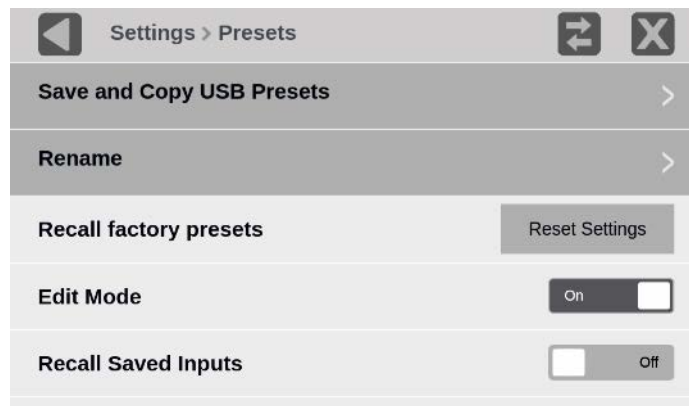 Settings > Presets
Save and Copy USB Presets
Rename
Recall factory presets Reset Settings
Edit Mode On
Recall Saved Inputs Off